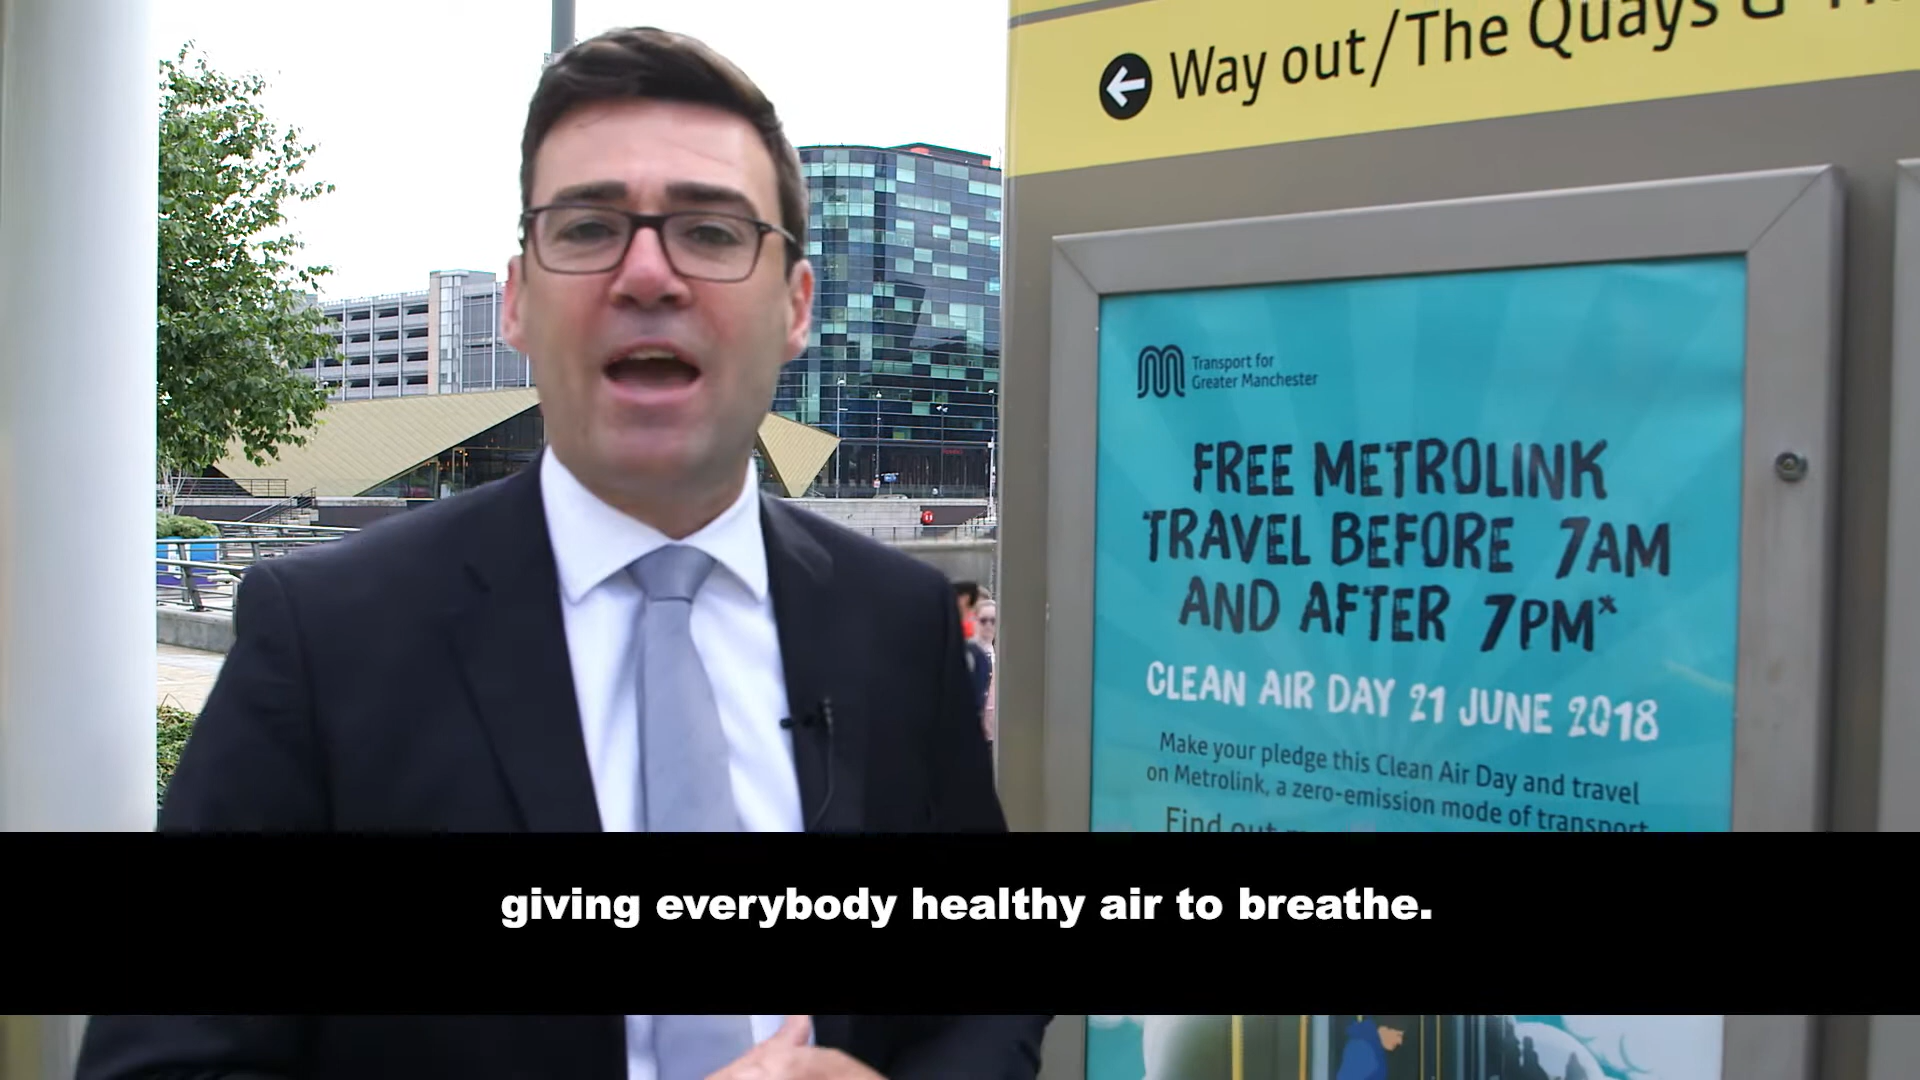 Way out/The Quays &
Transport for
Greater Manchester
FREE METROLINK
TRAVEL BEFORE 7AM
AND AFTER 7PM*
CLEAN AIR DAY 21 JUNE 2018
Make your pledge this Clean Air Day and travel
on Metrolink, a zero-emission mode of transport
Find out
giving everybody healthy air to breathe.